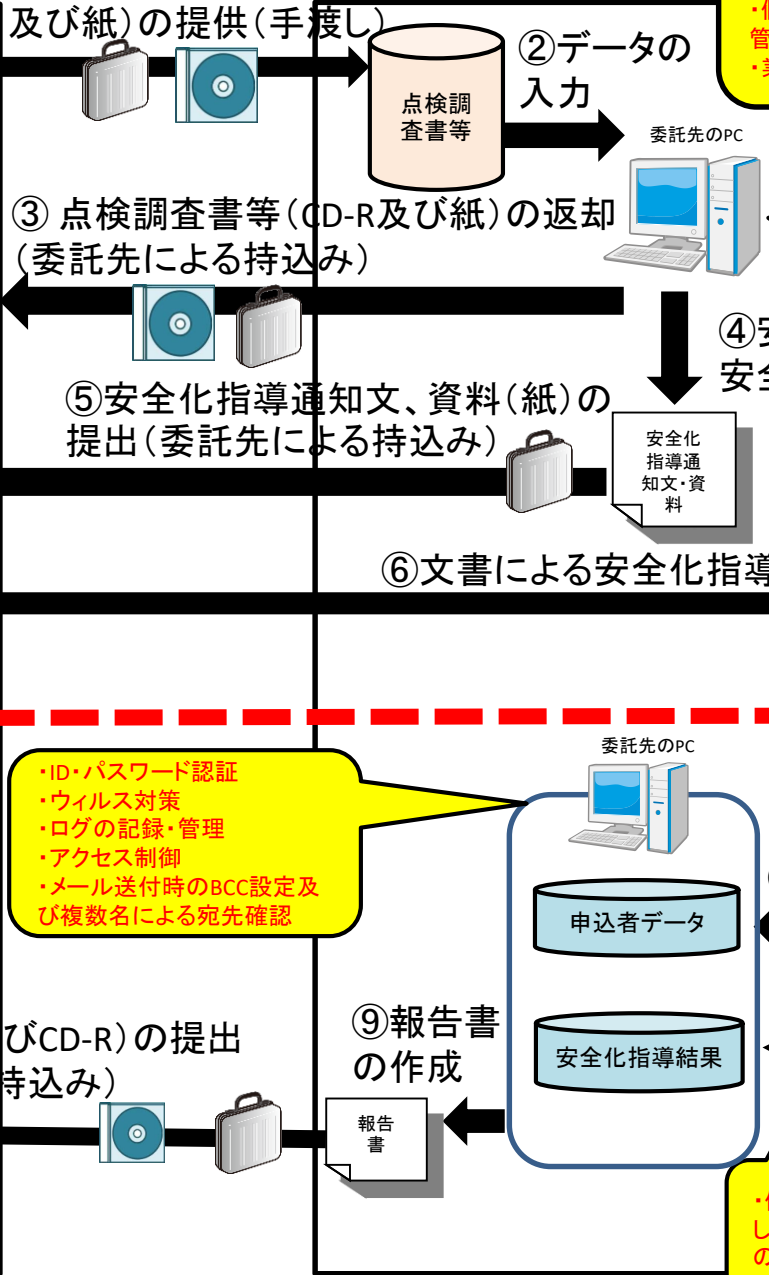 及び紙）の提供（手渡し）
②データの
入力
点検調
査書等
委託先のPC
③ 点検調査書等（CD-R及び紙）の返却
（委託先による持込み）
⑤安全化指導通知文、資料（紙）の
提出（委託先による持込み）
安全化
指導通
知文・資
料
⑥文書による安全化指導
委託先のPC
・ID・パスワード認証
・ウィルス対策
・ログの記録・管理
・アクセス制御
・メール送付時のBCC設定及
び複数名による宛先確認
申込者データ
びCD-R）の提出
持込み）
⑨報告書
の作成
安全化指導結果
報告
書